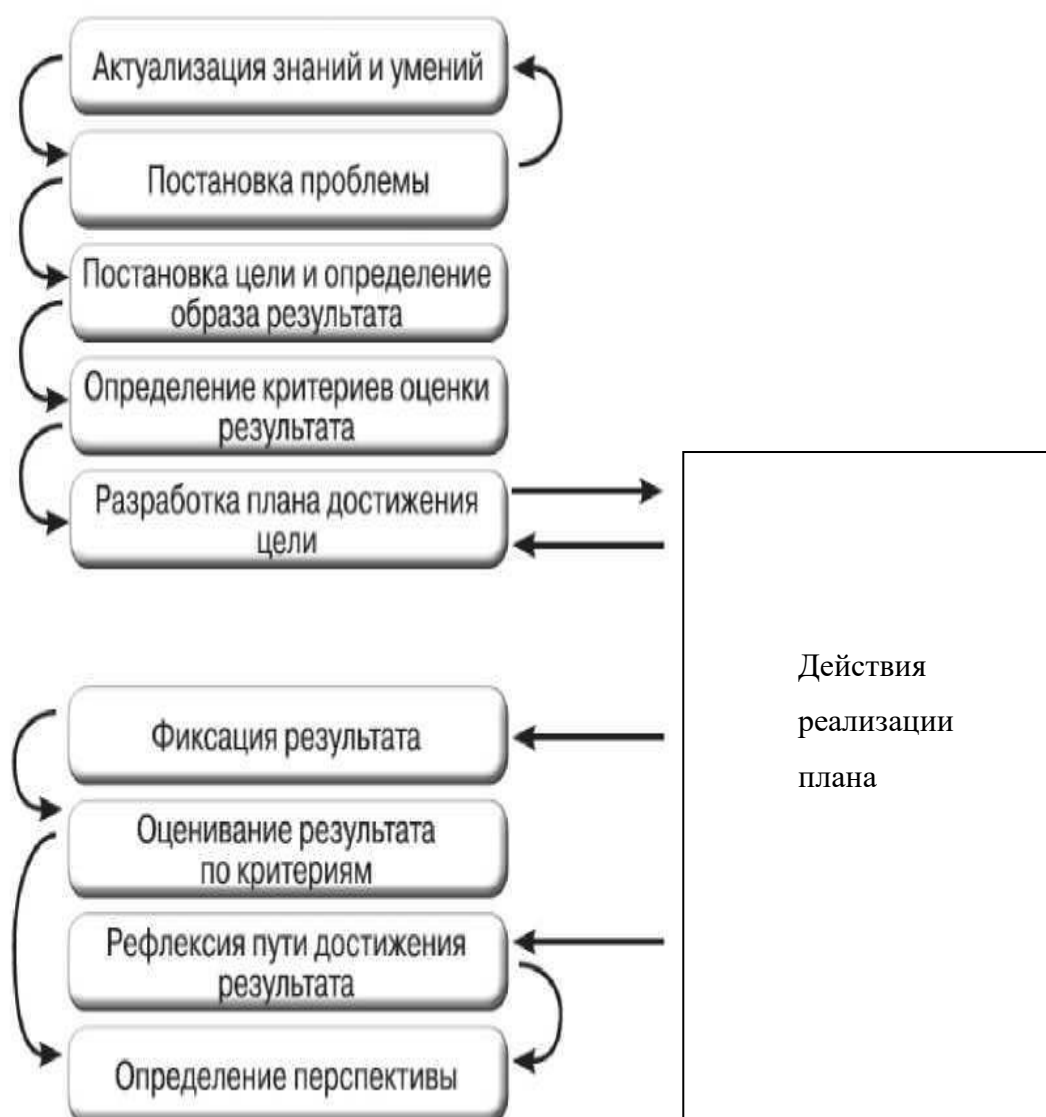 Актуализация знаний и умений
Постановка проблемы
Постановка цели и определение
образа результата
Определение критериев оценки
результата
Разработка плана достижения
цели
Действия
реализации
плана
Фиксация результата
Оценивание результата
по критериям
Рефлексия пути достижения
результата
Определение перспективы